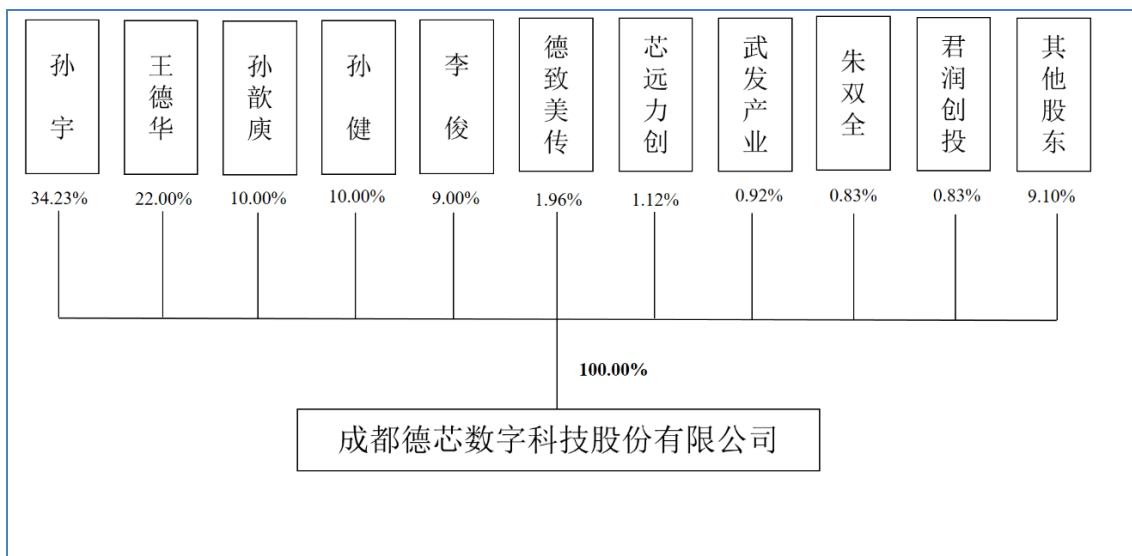 孙宇
王德华
孙歆庾
孙健
李俊
德致美传
芯远力创
武发产业
朱双全
君润创投
其他股东
34.23%
22.00%
10.00%
10.00%
9.00%
1.96%
1.12%
0.92%
0.83%
0.83%
9.10%
100.00%
成都德芯数字科技股份有限公司